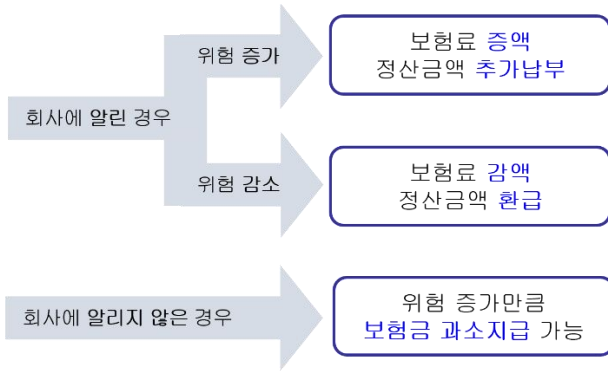 회사에 알린 경우
위험 증가
보험료 증액
정산금액 추가납부
위험 감소
보험료 감액
정산금액 환급
회사에 알리지 않은 경우
위험 증가만큼
보험금 과소지급 가능